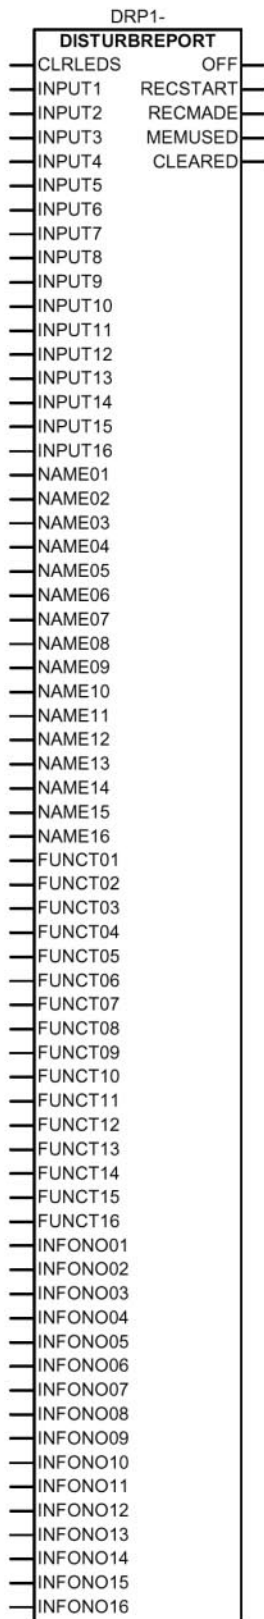 DRP1-
DISTURBREPORT
CLRLEDS OFF
INPUT1 RECSTART
INPUT2 RECMADE
INPUT3 MEMUSED
INPUT4 CLEARED
INPUT5
INPUT6
INPUT7
INPUT8
INPUT9
INPUT10
INPUT11
INPUT12
INPUT13
INPUT14
INPUT15
INPUT16
NAME01
NAME02
NAME03
NAME04
NAME05
NAME06
NAME07
NAME08
NAME09
NAME10
NAME11
NAME12
NAME13
NAME14
NAME15
NAME16
FUNCT01
FUNCT02
FUNCT03
FUNCT04
FUNCT05
FUNCT06
FUNCT07
FUNCT08
FUNCT09
FUNCT10
FUNCT11
FUNCT12
FUNCT13
FUNCT14
FUNCT15
FUNCT16
INFONO01
INFONO02
INFONO03
INFONO04
INFONO05
INFONO06
INFONO07
INFONO08
INFONO09
INFONO10
INFONO11
INFONO12
INFONO13
INFONO14
INFONO15
INFONO16